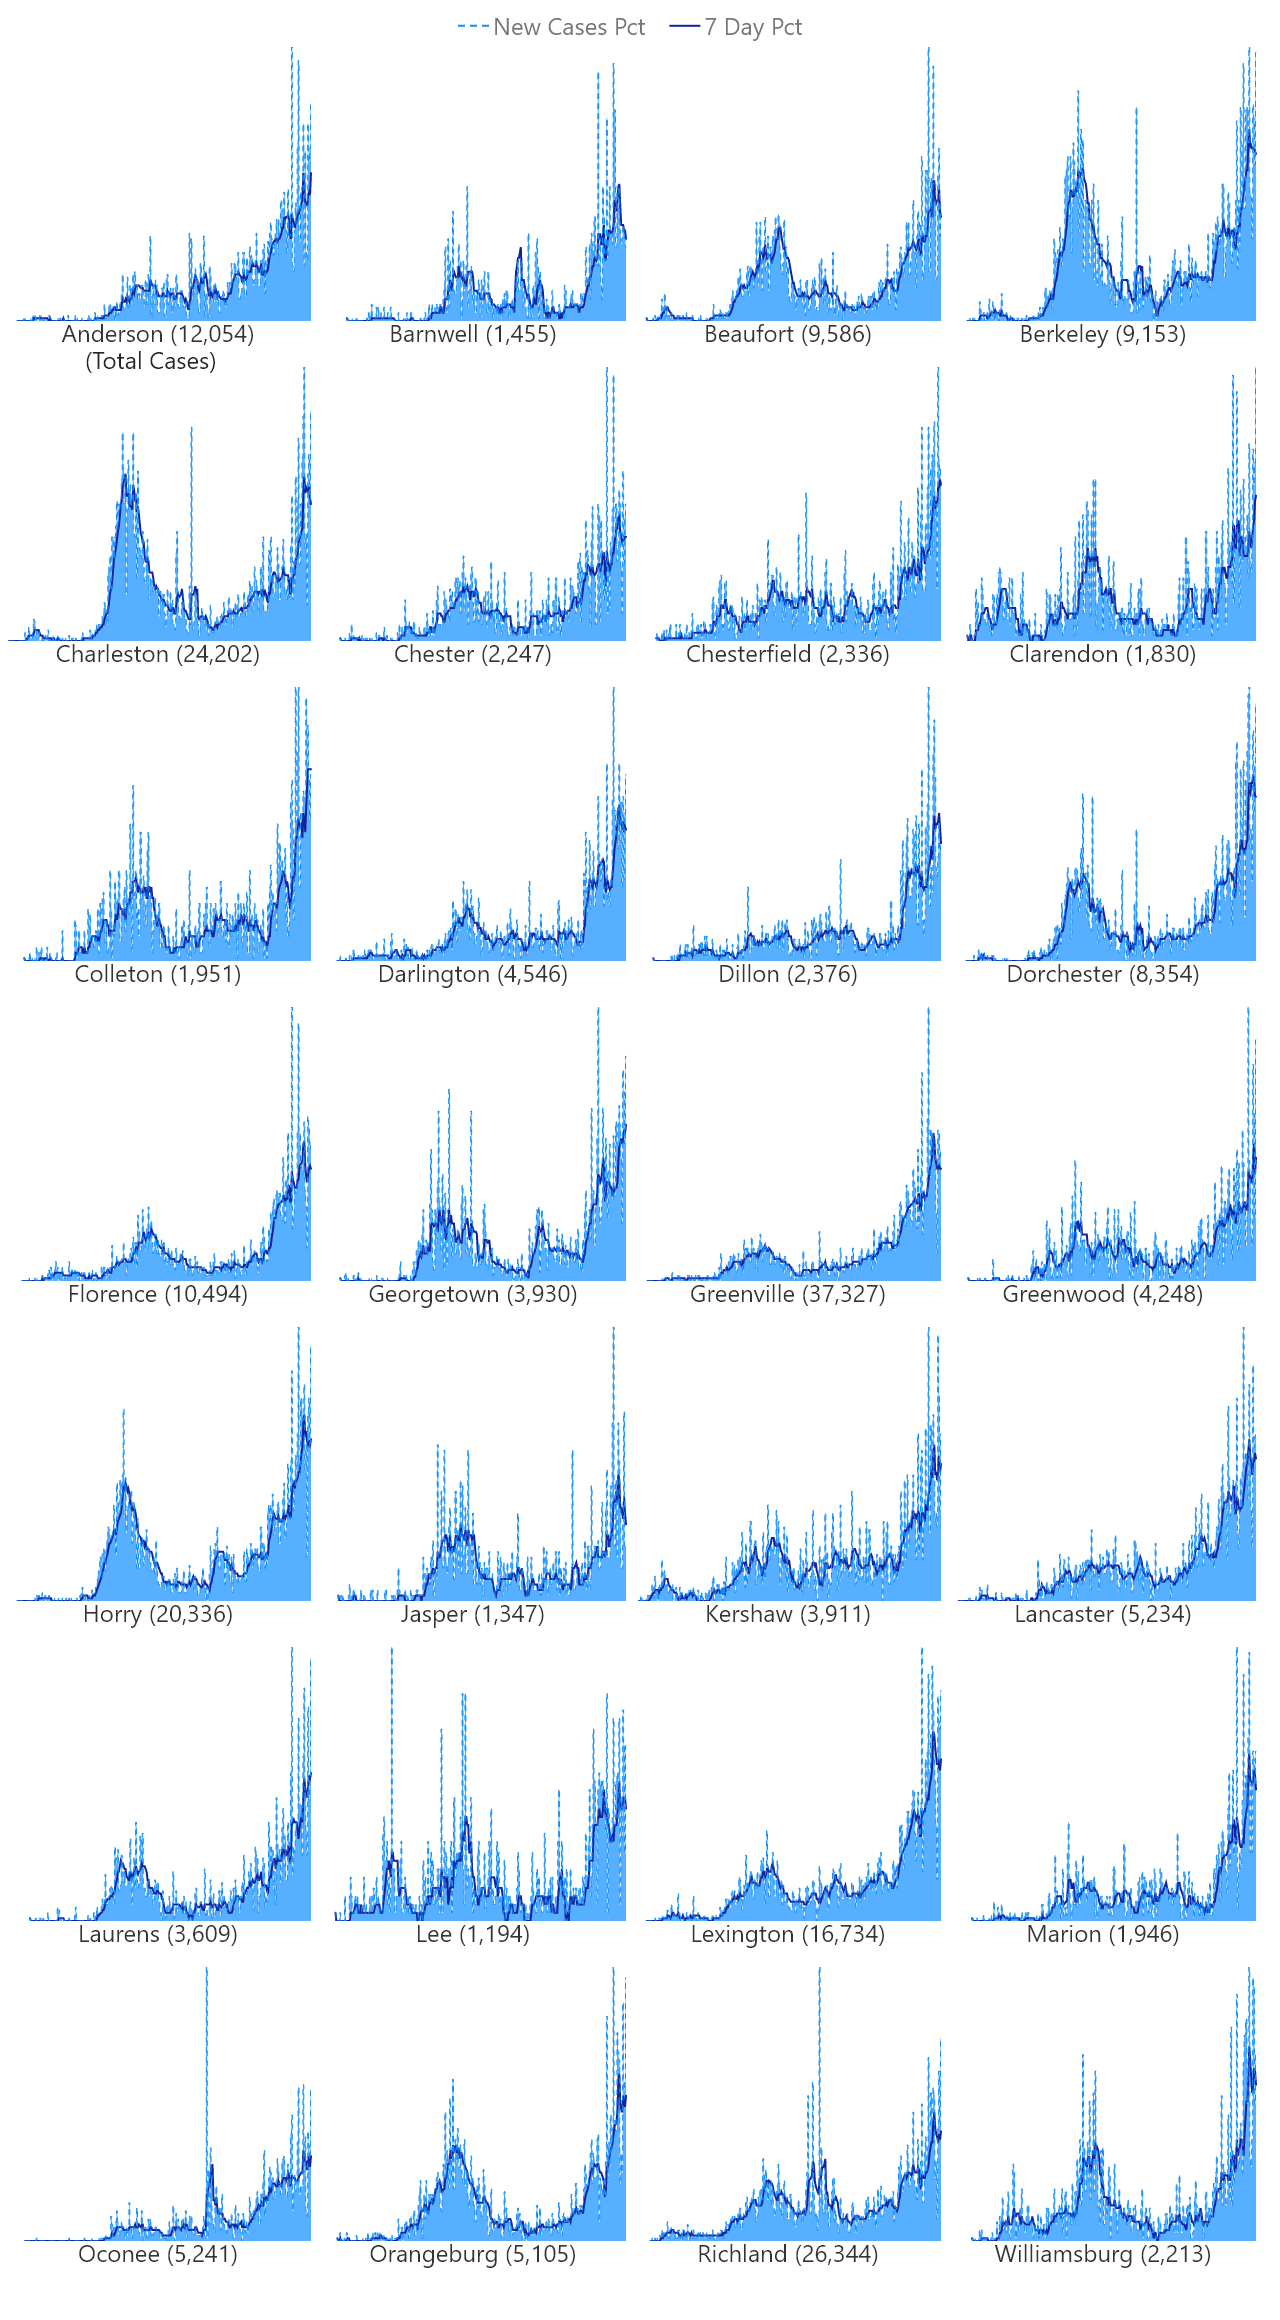 New Cases Pct 7 Day Pct
Anderson (12,054) Barnwell (1,455) Beaufort (9,586) Berkeley (9,153)
(Total Cases)
Charleston (24,202) Chester (2,247) Chesterfield (2,336) Clarendon (1,830)
Colleton (1,951) Darlington (4,546) Dillon (2,376) Dorchester (8,354)
Florence (10,494) Georgetown (3,930) Greenville (37,327) Greenwood (4,248)
Horry (20,336) Jasper (1,347) Kershaw (3,911) Lancaster (5,234)
Laurens (3,609) Lee (1,194) Lexington (16,734) Marion (1,946)
Oconee (5,241) Orangeburg (5,105) Richland (26,344) Williamsburg (2,213)